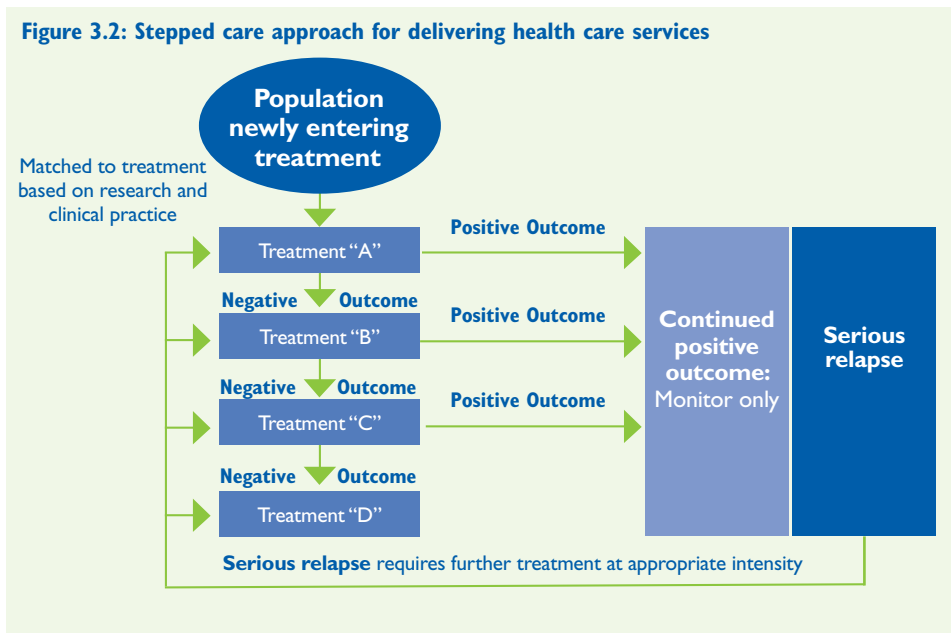 Figure 3.2: Stepped care approach for delivering health care services
Population
newly entering
treatment
Matched to treatment
based on research and
clinical practice
Treatment “A”
Positive Outcome
Negative Outcome
Treatment “B”
Positive Outcome
Negative Outcome
Treatment “C”
Positive Outcome
Negative Outcome
Treatment “D”
Continued
positive
outcome:
Monitor only
Serious
relapse
Serious relapse requires further treatment at appropriate intensity